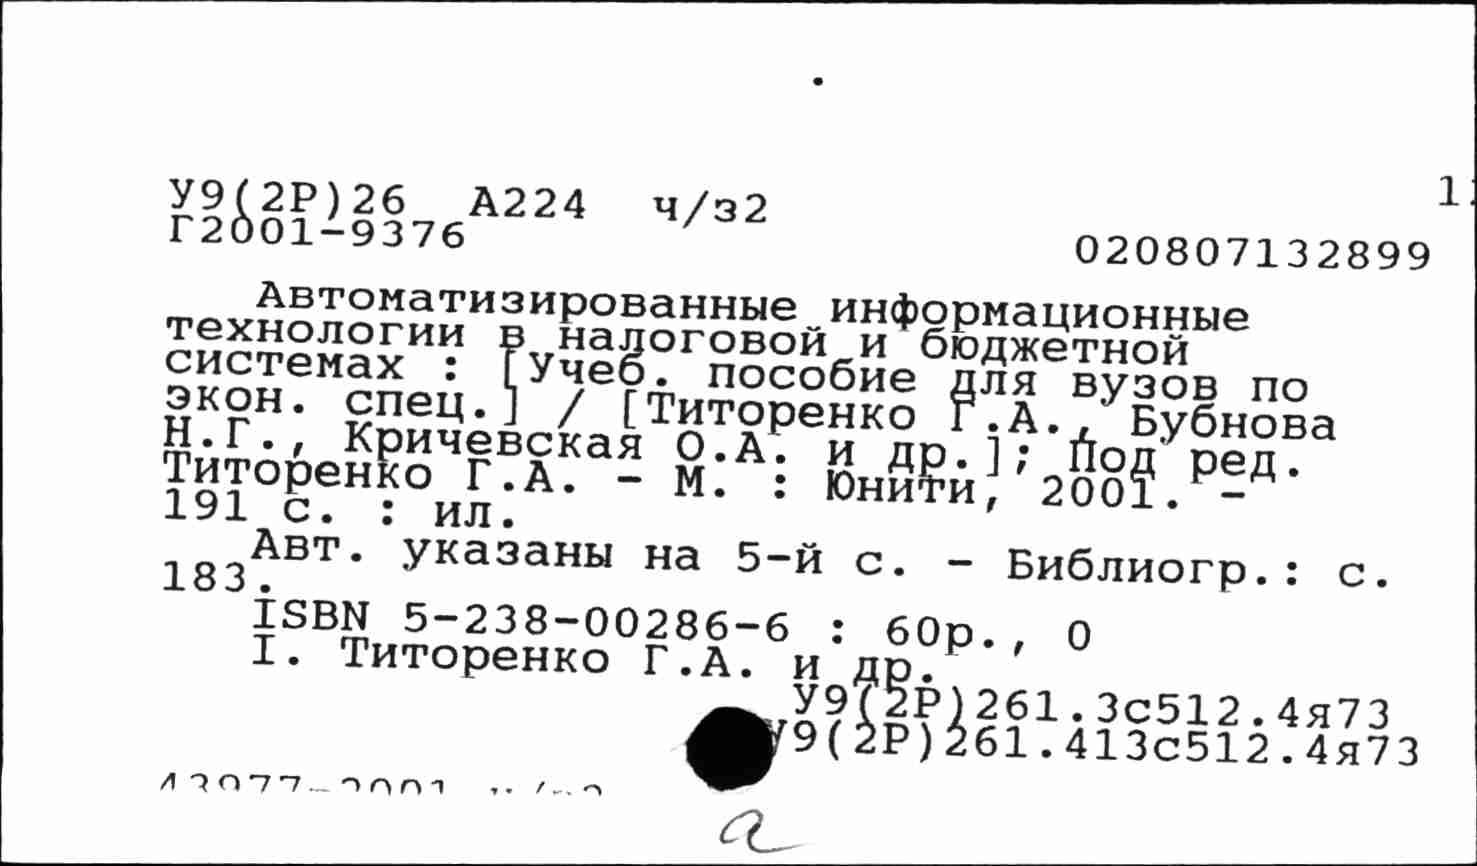 У9(2Р)26 А224 ч/з2
Г2001-9376
020807132899
Автоматизированные информационные
технологии в налоговой и бюджетной
системах : [Учеб. пособие для вузов по
экон. спец.] / [Титоренко Г.А., Бубнова
Н.Г., Кричевская О.А. и др.]; Под ред.
Титоренко Г.А. - М. : Юнити, 2001. -
191 с. : ил.
Авт. указаны на 5-й с. - Библиогр.: с.
183.
ISBN 5-238-00286-6 : 60р., 0
I. Титоренко Г.А. и др.
У9(2Р)261.3с512.4я73
У9(2Р)261.413с512.4я73
а